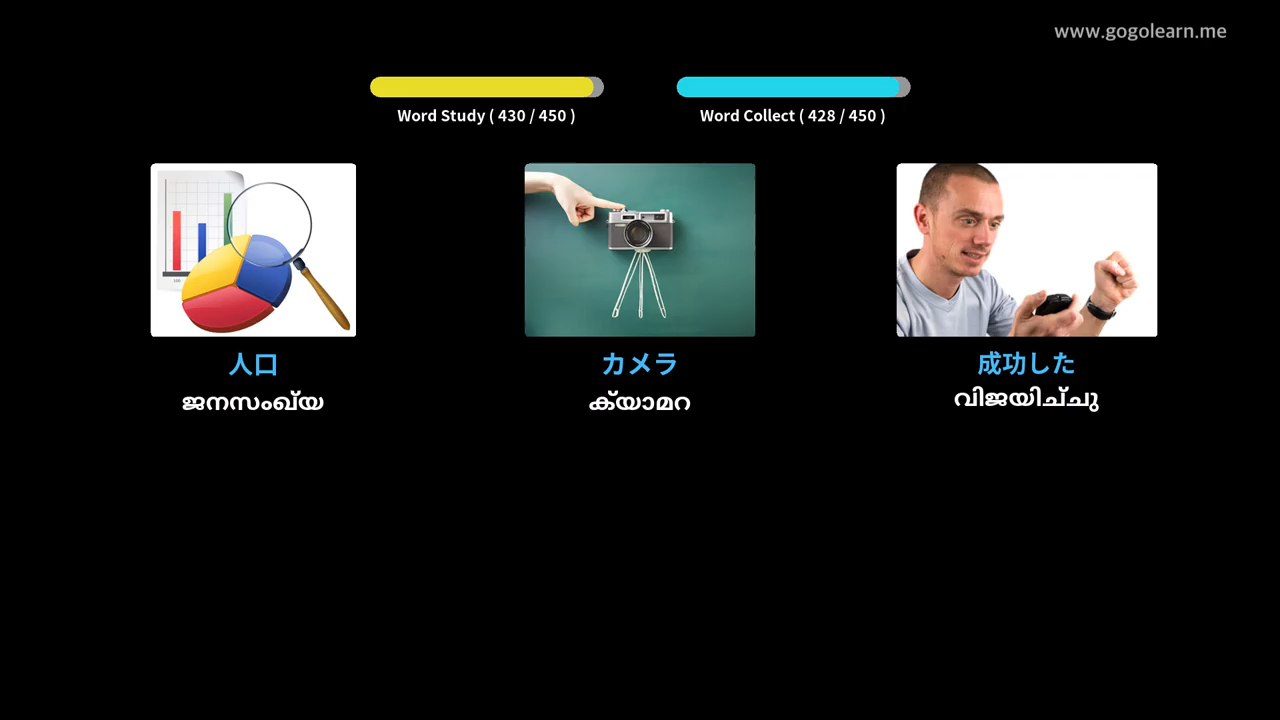 www.gogolearn.me
Word Study ( 430 / 450 )
Word Collect ( 428 / 450 )
人口
カメラ
成功した
ജനസംഖ്യ
ക്യാമറ
വിജയിച്ചു